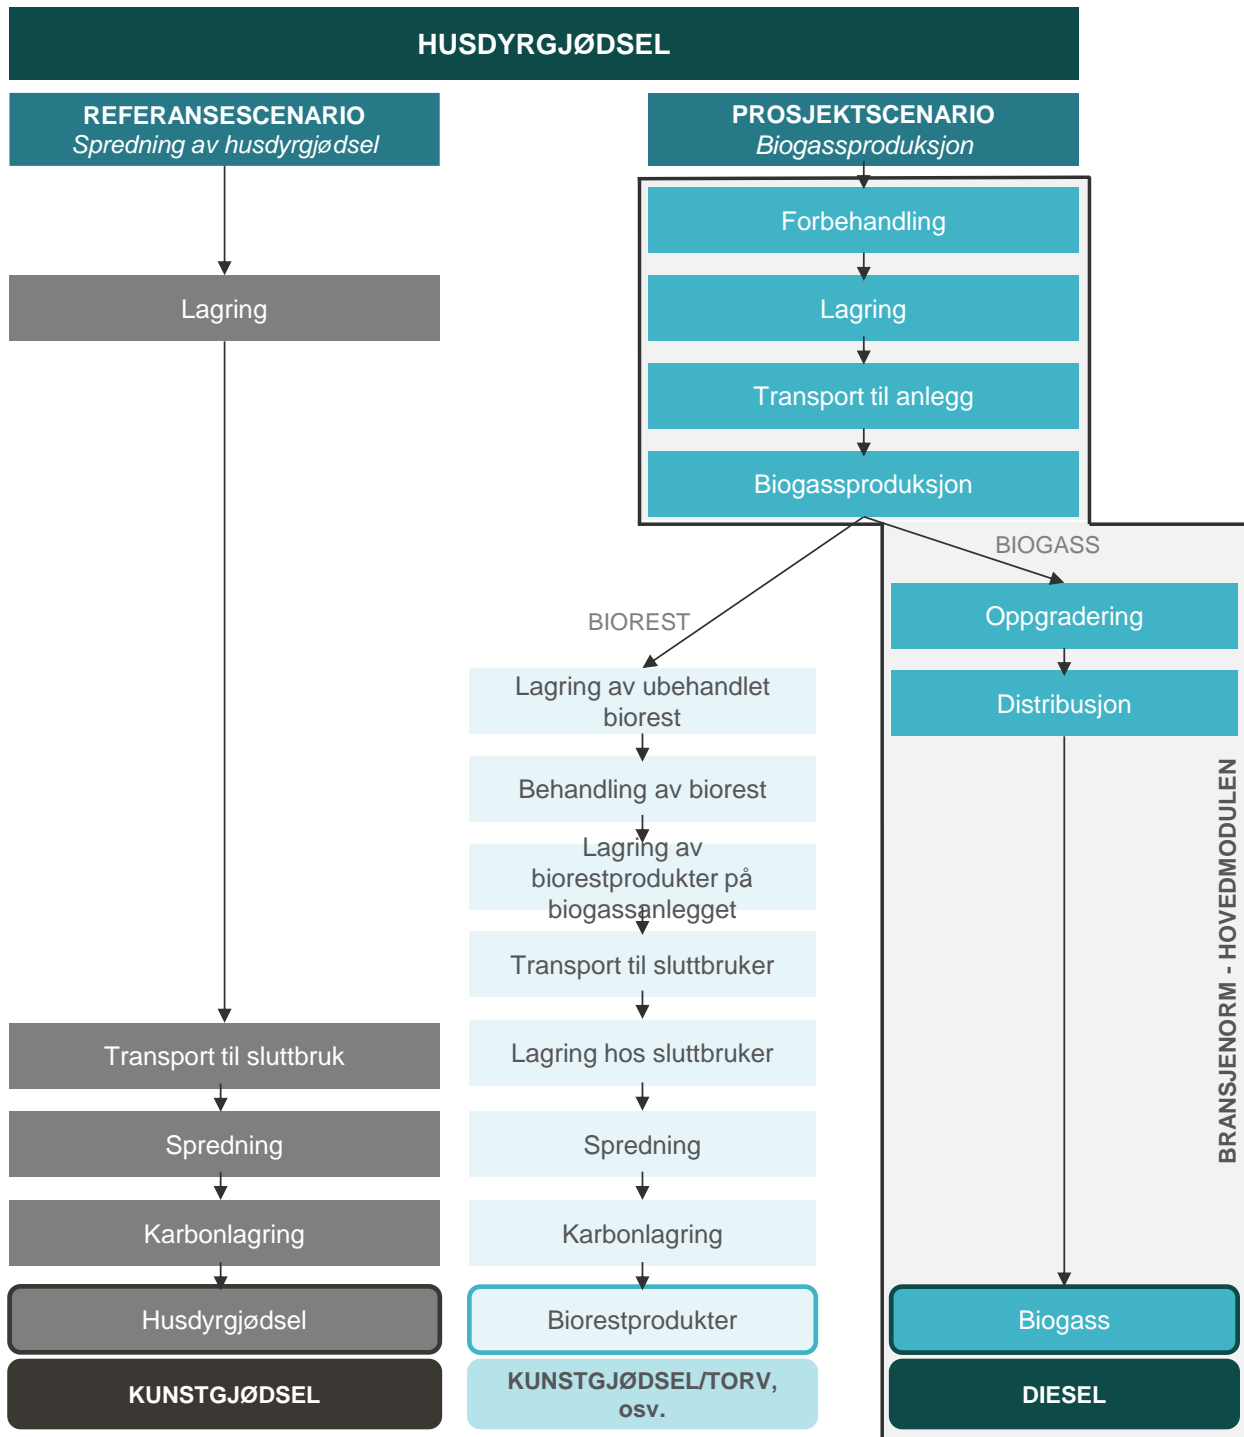 HUSDYRGJØDSEL
REFERANSESCENARIO
Spredning av husdyrgjødsel
Lagring
Transport til sluttbruk
Spredning
Karbonlagring
Husdyrgjødsel
KUNSTGJØDSEL
PROSJEKTSCENARIO
Biogassproduksjon
Forbehandling
Lagring
Transport til anlegg
Biogassproduksjon
BIOREST
Lagring av ubehandlet
biorest
Behandling av biorest
Lagring av
biorestprodukter på
biogassanlegget
Transport til sluttbruker
Lagring hos sluttbruker
Spredning
Karbonlagring
Biorestprodukter
KUNSTGJØDSEL/TORV,
osv.
BIOGASS
Oppgradering
Distribusjon
Biogass
DIESEL
BRANSJENORM - HOVEDMODULEN